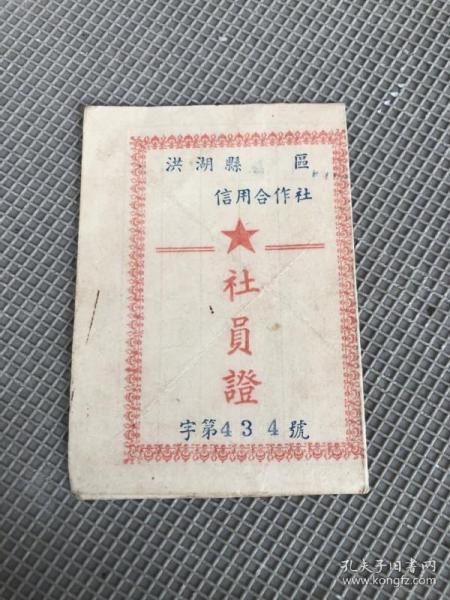 洪湖縣 區
信用合作社
社員證
字第434號
孔夫子旧书网
www.kongfz.com